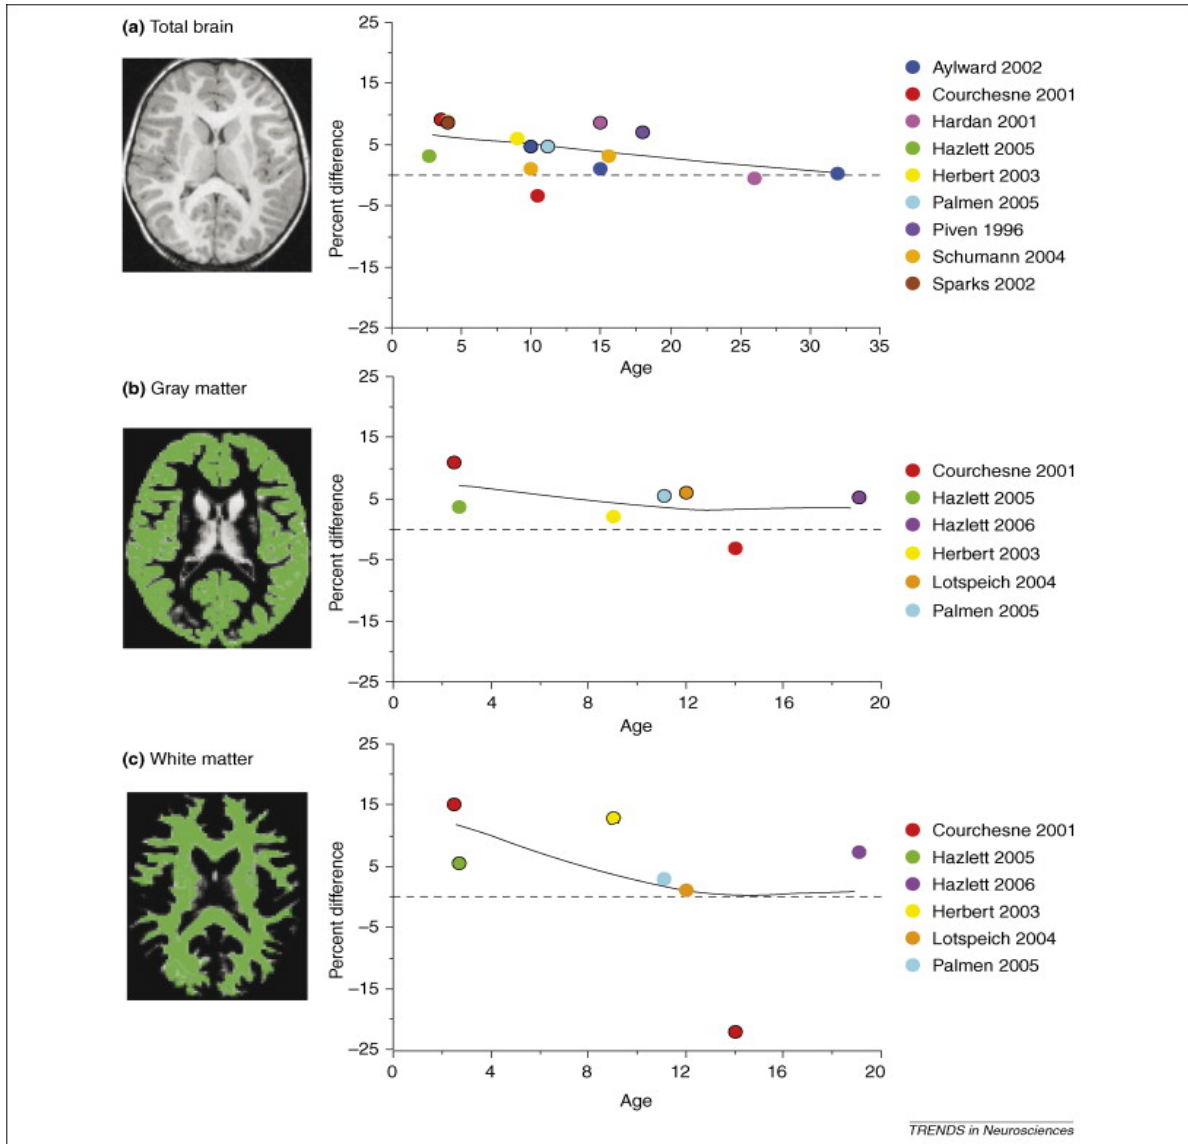 (a) Total brain
25
15
5
−5
−15
−25
Percent difference
0 5 10 15 20 25 30 35
Age
Aylward 2002
Courchesne 2001
Hardan 2001
Hazlett 2005
Herbert 2003
Palmen 2005
Piven 1996
Schumann 2004
Sparks 2002
(b) Gray matter
25
15
5
−5
−15
−25
Percent difference
0 4 8 12 16 20
Age
Courchesne 2001
Hazlett 2005
Hazlett 2006
Herbert 2003
Lotspeich 2004
Palmen 2005
(c) White matter
25
15
5
−5
−15
−25
Percent difference
0 4 8 12 16 20
Age
Courchesne 2001
Hazlett 2005
Hazlett 2006
Herbert 2003
Lotspeich 2004
Palmen 2005
TRENDS in Neurosciences